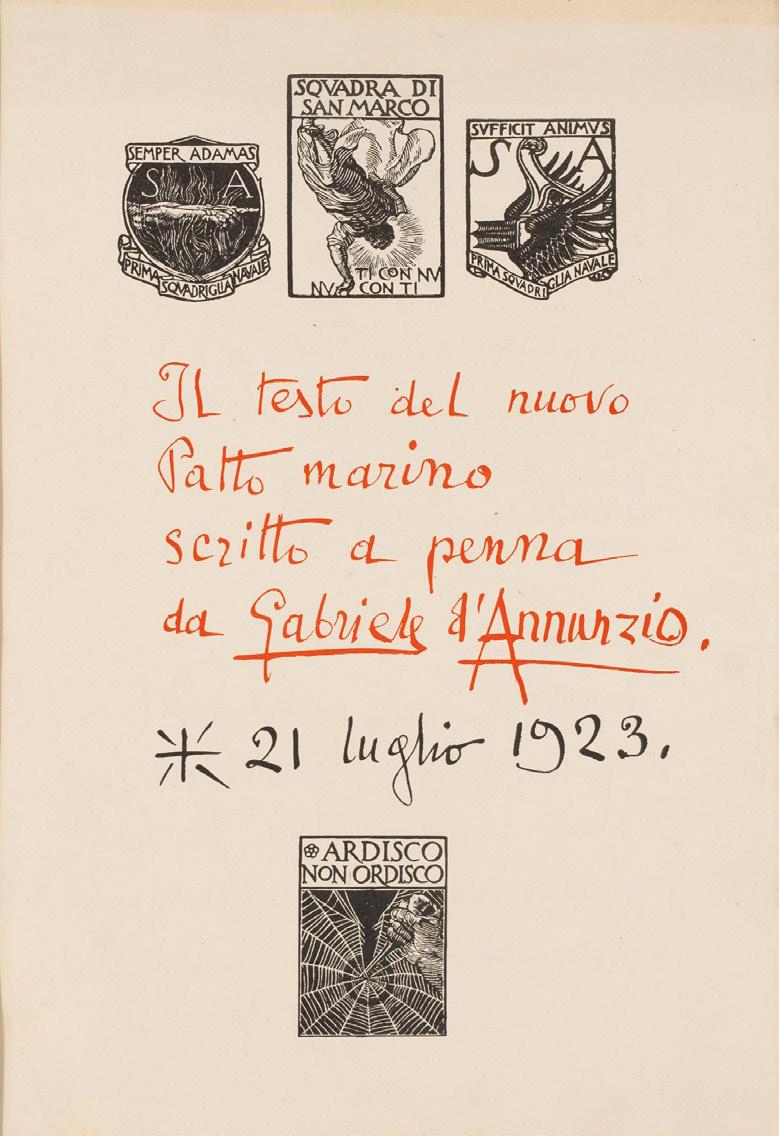 SQVADRA DI
SAN MARCO
TI CON NV
NV CON TI
SEMPER ADAMAS
S A
PRIMA SQVADRIGLIA NAVALE
SVFFICIT ANIMVS
S A
PRIMA SQVADRIGLIA NAVALE
Il testo del nuovo
Patto marino
scritto a penna
da Gabriele d'Annunzio.
21 luglio 1923.
ARDISCO
NON ORDISCO